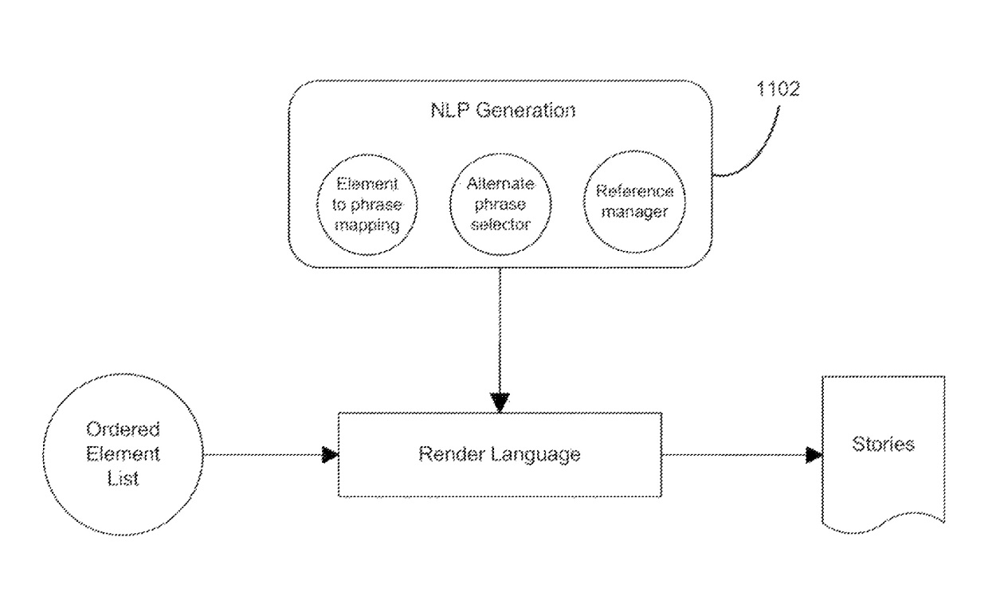 1102
NLP Generation
Element
to phrase
mapping
Alternate
phrase
selector
Reference
manager
Ordered
Element
List
Render Language
Stories